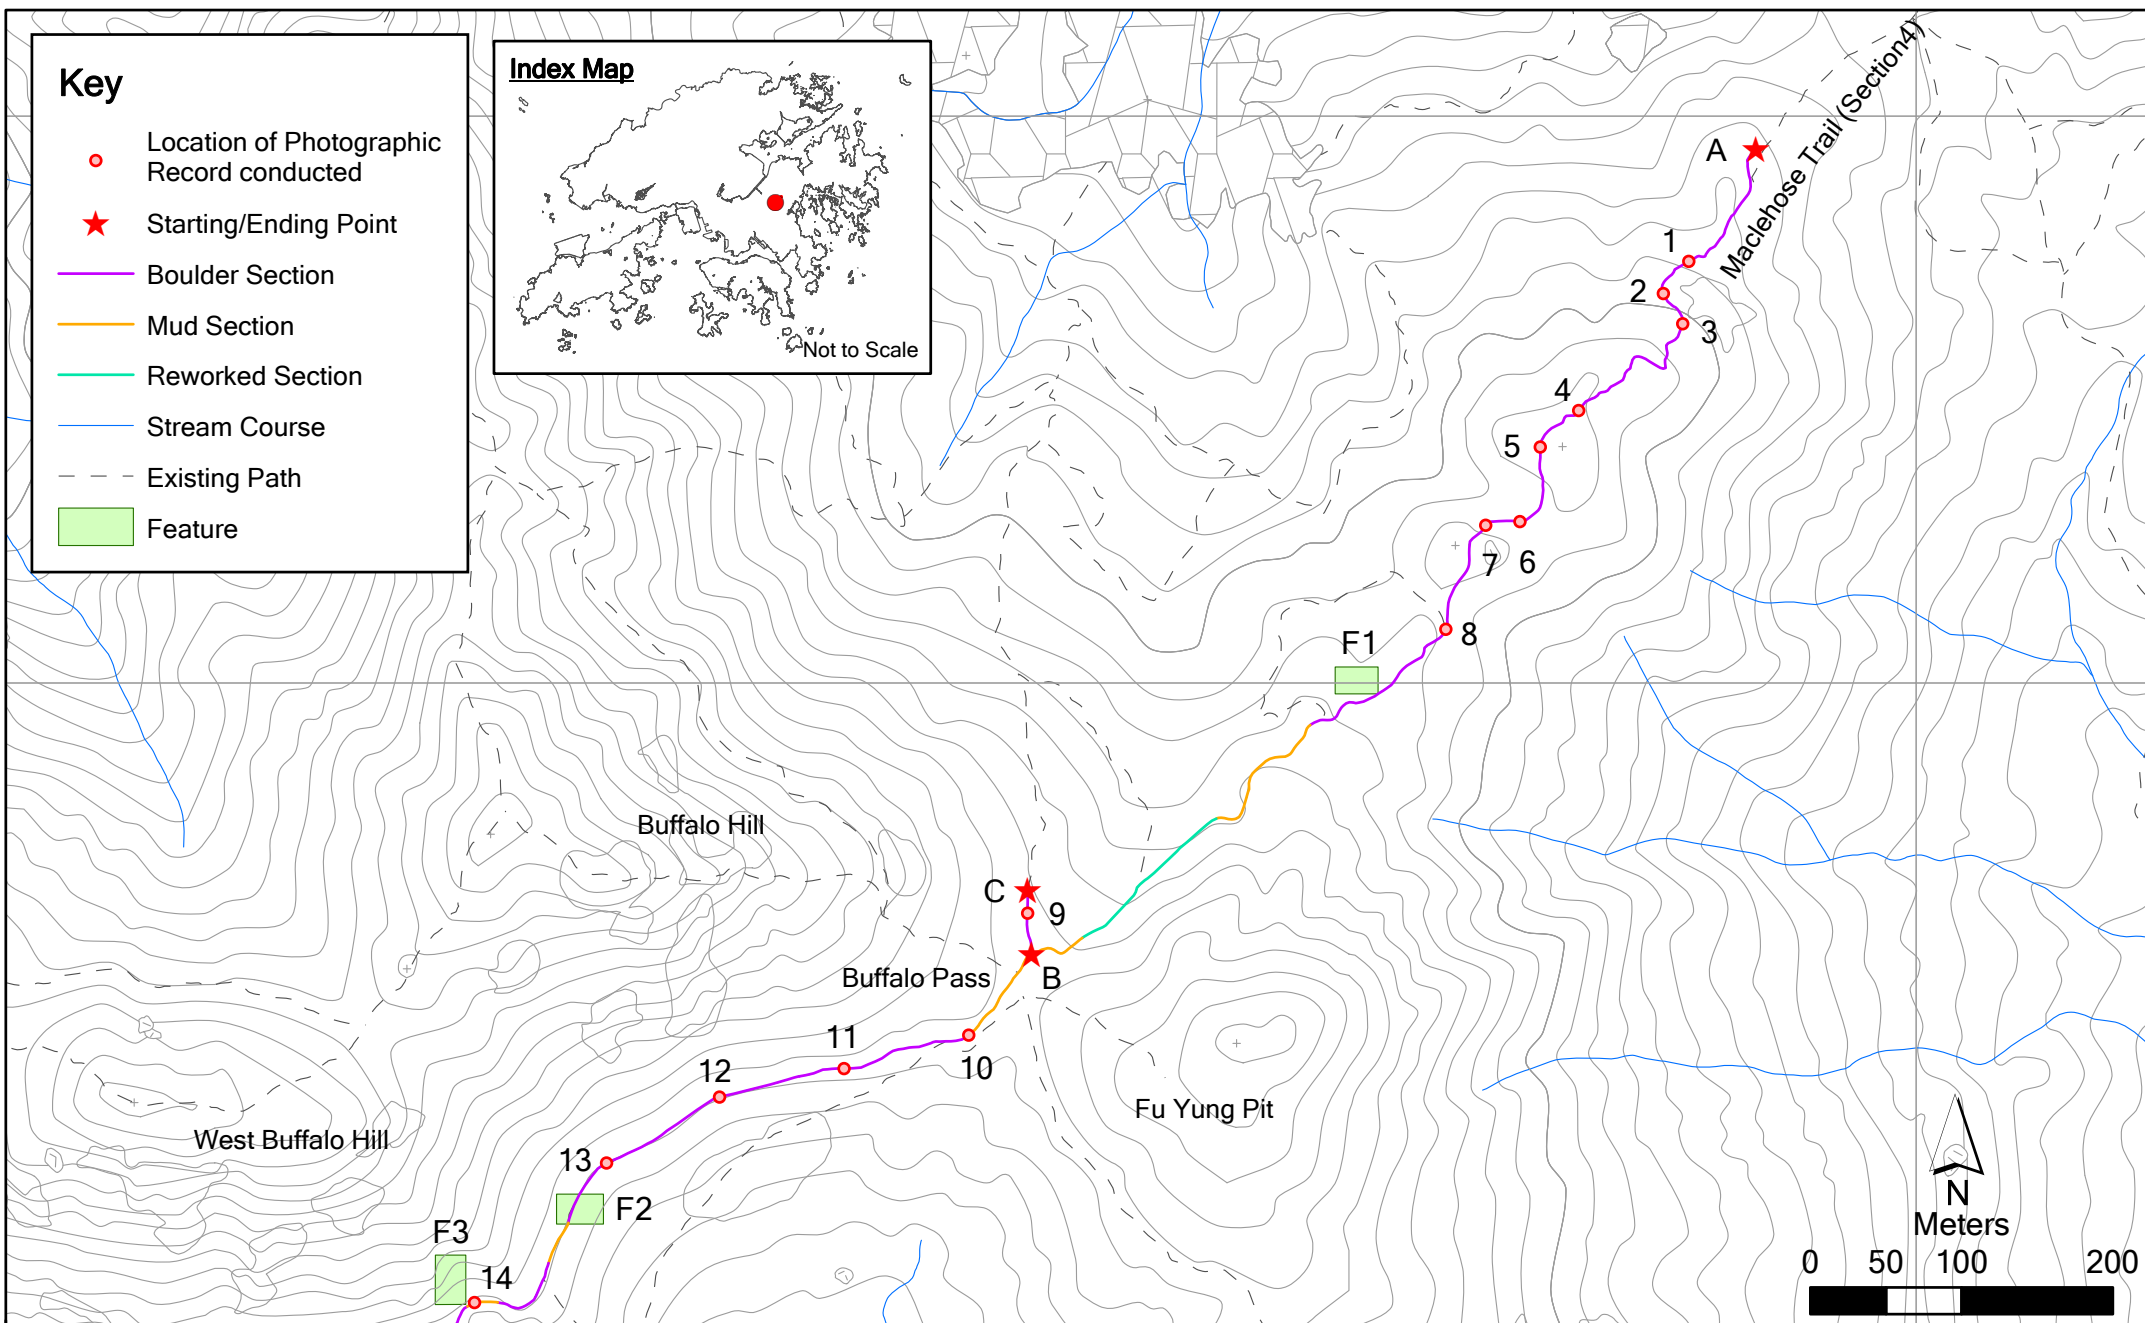 Key
Location of Photographic
Record conducted
Starting/Ending Point
Boulder Section
Mud Section
Reworked Section
Stream Course
Existing Path
Feature
Index Map
Not to Scale
Maclehose Trail (Section4)
A
1
2
3
4
5
6
7
8
F1
Buffalo Hill
C
9
B
Buffalo Pass
10
11
12
13
Fu Yung Pit
West Buffalo Hill
F2
F3
14
N
Meters
0 50 100 200